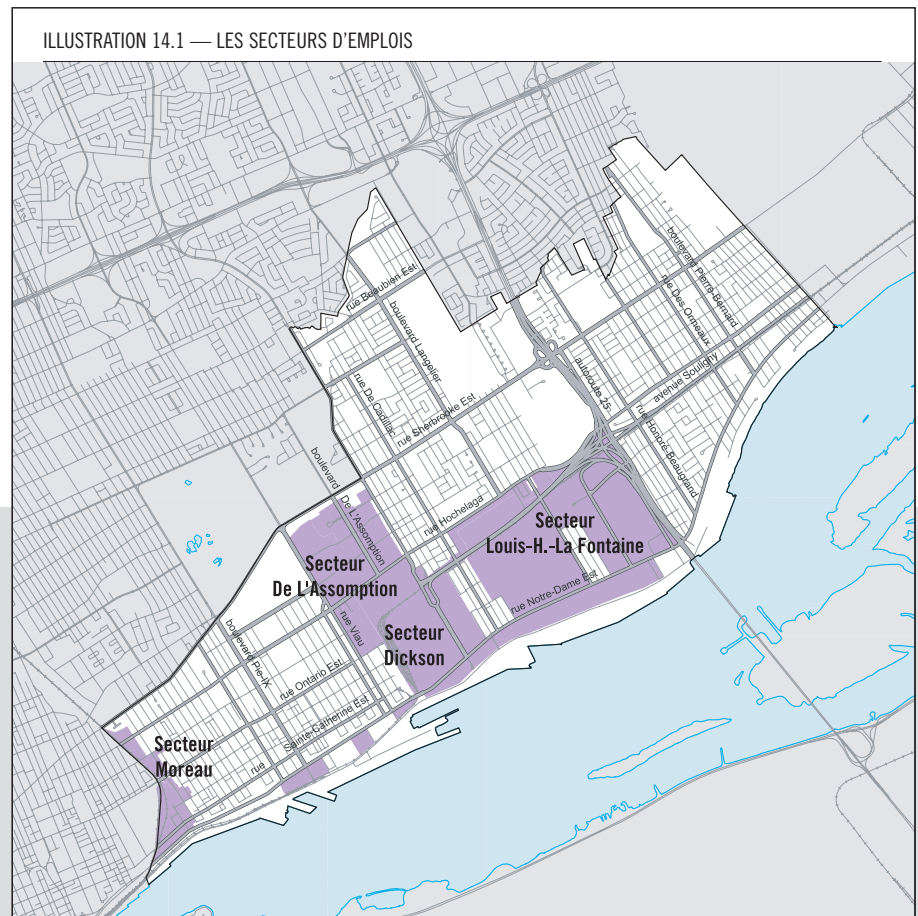 ILLUSTRATION 14.1 — LES SECTEURS D'EMPLOIS
boulevard Pierre-Bernard
rue Beaubien Est
rue Des Ormeaux
boulevard Langelier
autoroute 25
avenue Souligny
rue De Cadillac
rue Sherbrooke Est
rue Honoré-Beaugrand
boulevard De L'Assomption
rue Hochelaga
Secteur
Louis-H.-La Fontaine
Secteur
De L'Assomption
rue Notre-Dame Est
rue Viau
Secteur
Dickson
boulevard Pie-IX
rue Ontario Est
rue Sainte-Catherine Est
Secteur
Moreau